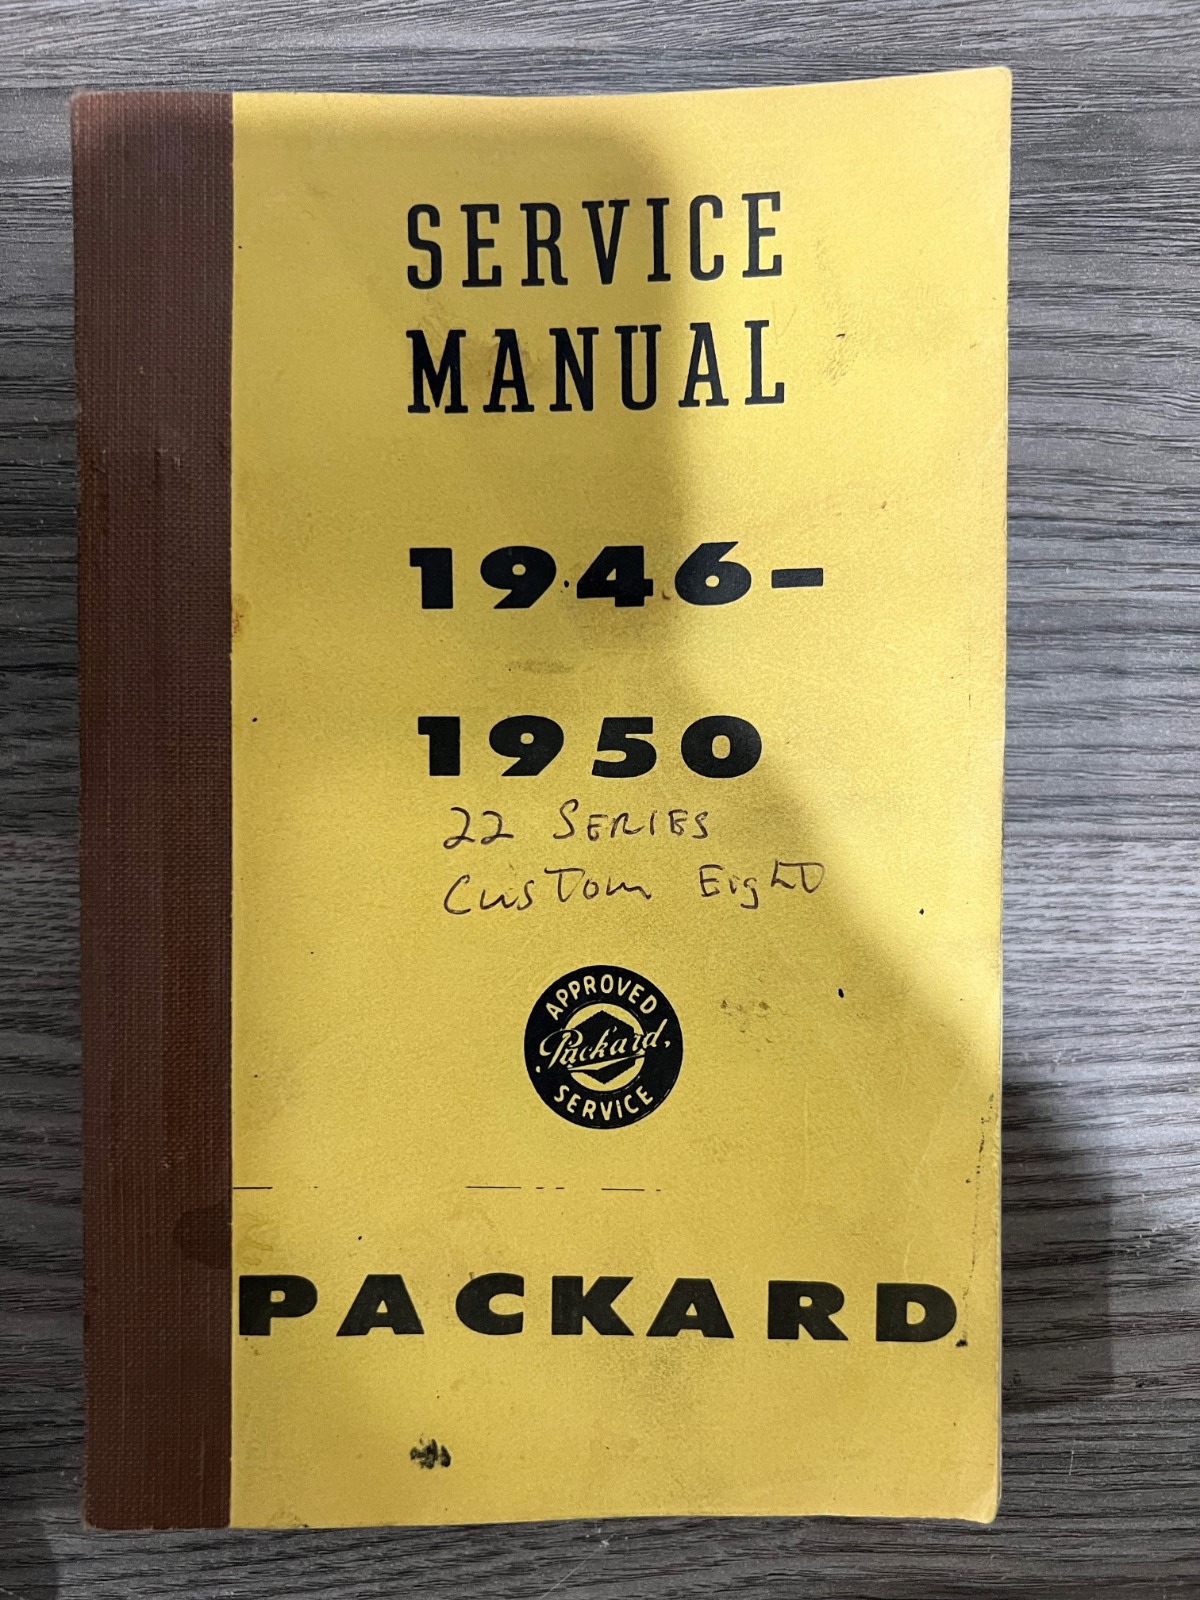 SERVICE
MANUAL
1946-
1950
22 SERIES
CUSTOM EIGHT
APPROVED
Packard
SERVICE
PACKARD